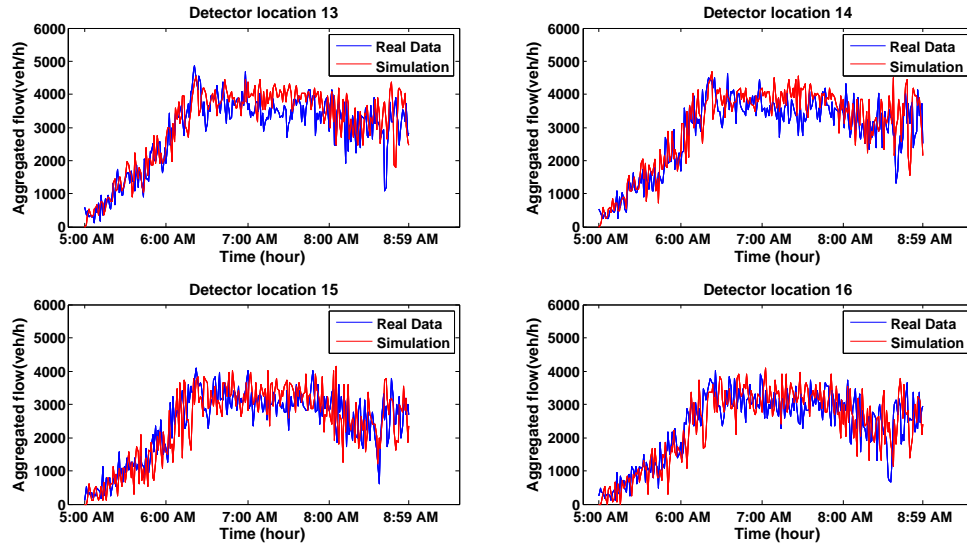 Detector location 13
Aggregated flow(veh/h)
6000
5000
4000
3000
2000
1000
0
Real Data
Simulation
5:00 AM 6:00 AM 7:00 AM 8:00 AM 8:59 AM
Time (hour)
Detector location 14
Aggregated flow(veh/h)
6000
5000
4000
3000
2000
1000
0
Real Data
Simulation
5:00 AM 6:00 AM 7:00 AM 8:00 AM 8:59 AM
Time (hour)
Detector location 15
Aggregated flow(veh/h)
6000
5000
4000
3000
2000
1000
0
Real Data
Simulation
5:00 AM 6:00 AM 7:00 AM 8:00 AM 8:59 AM
Time (hour)
Detector location 16
Aggregated flow(veh/h)
6000
5000
4000
3000
2000
1000
0
Real Data
Simulation
5:00 AM 6:00 AM 7:00 AM 8:00 AM 8:59 AM
Time (hour)